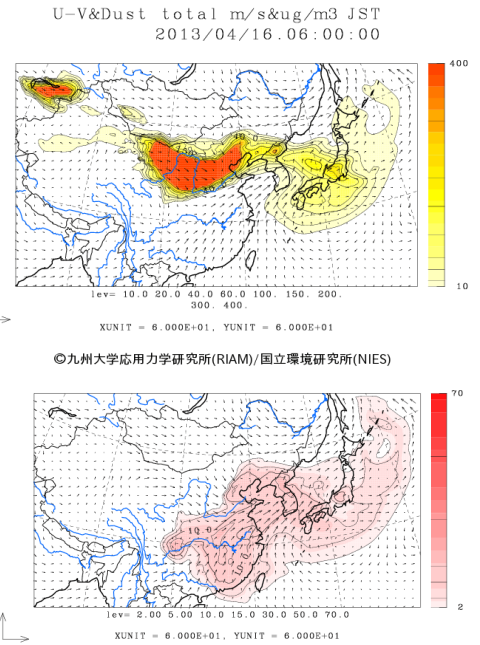 U-V&Dust total m/s&ug/m3 JST
2013/04/16.06:00:00
400
10.0
10
lev= 10.0 20.0 40.0 60.0 100. 150. 200.
300. 400.
XUNIT = 6.000E+01, YUNIT = 6.000E+01
©九州大学応用力学研究所(RIAM)/国立環境研究所(NIES)
70
10.0
2
lev= 2.00 5.00 10.0 15.0 30.0 50.0 70.0
XUNIT = 6.000E+01, YUNIT = 6.000E+01